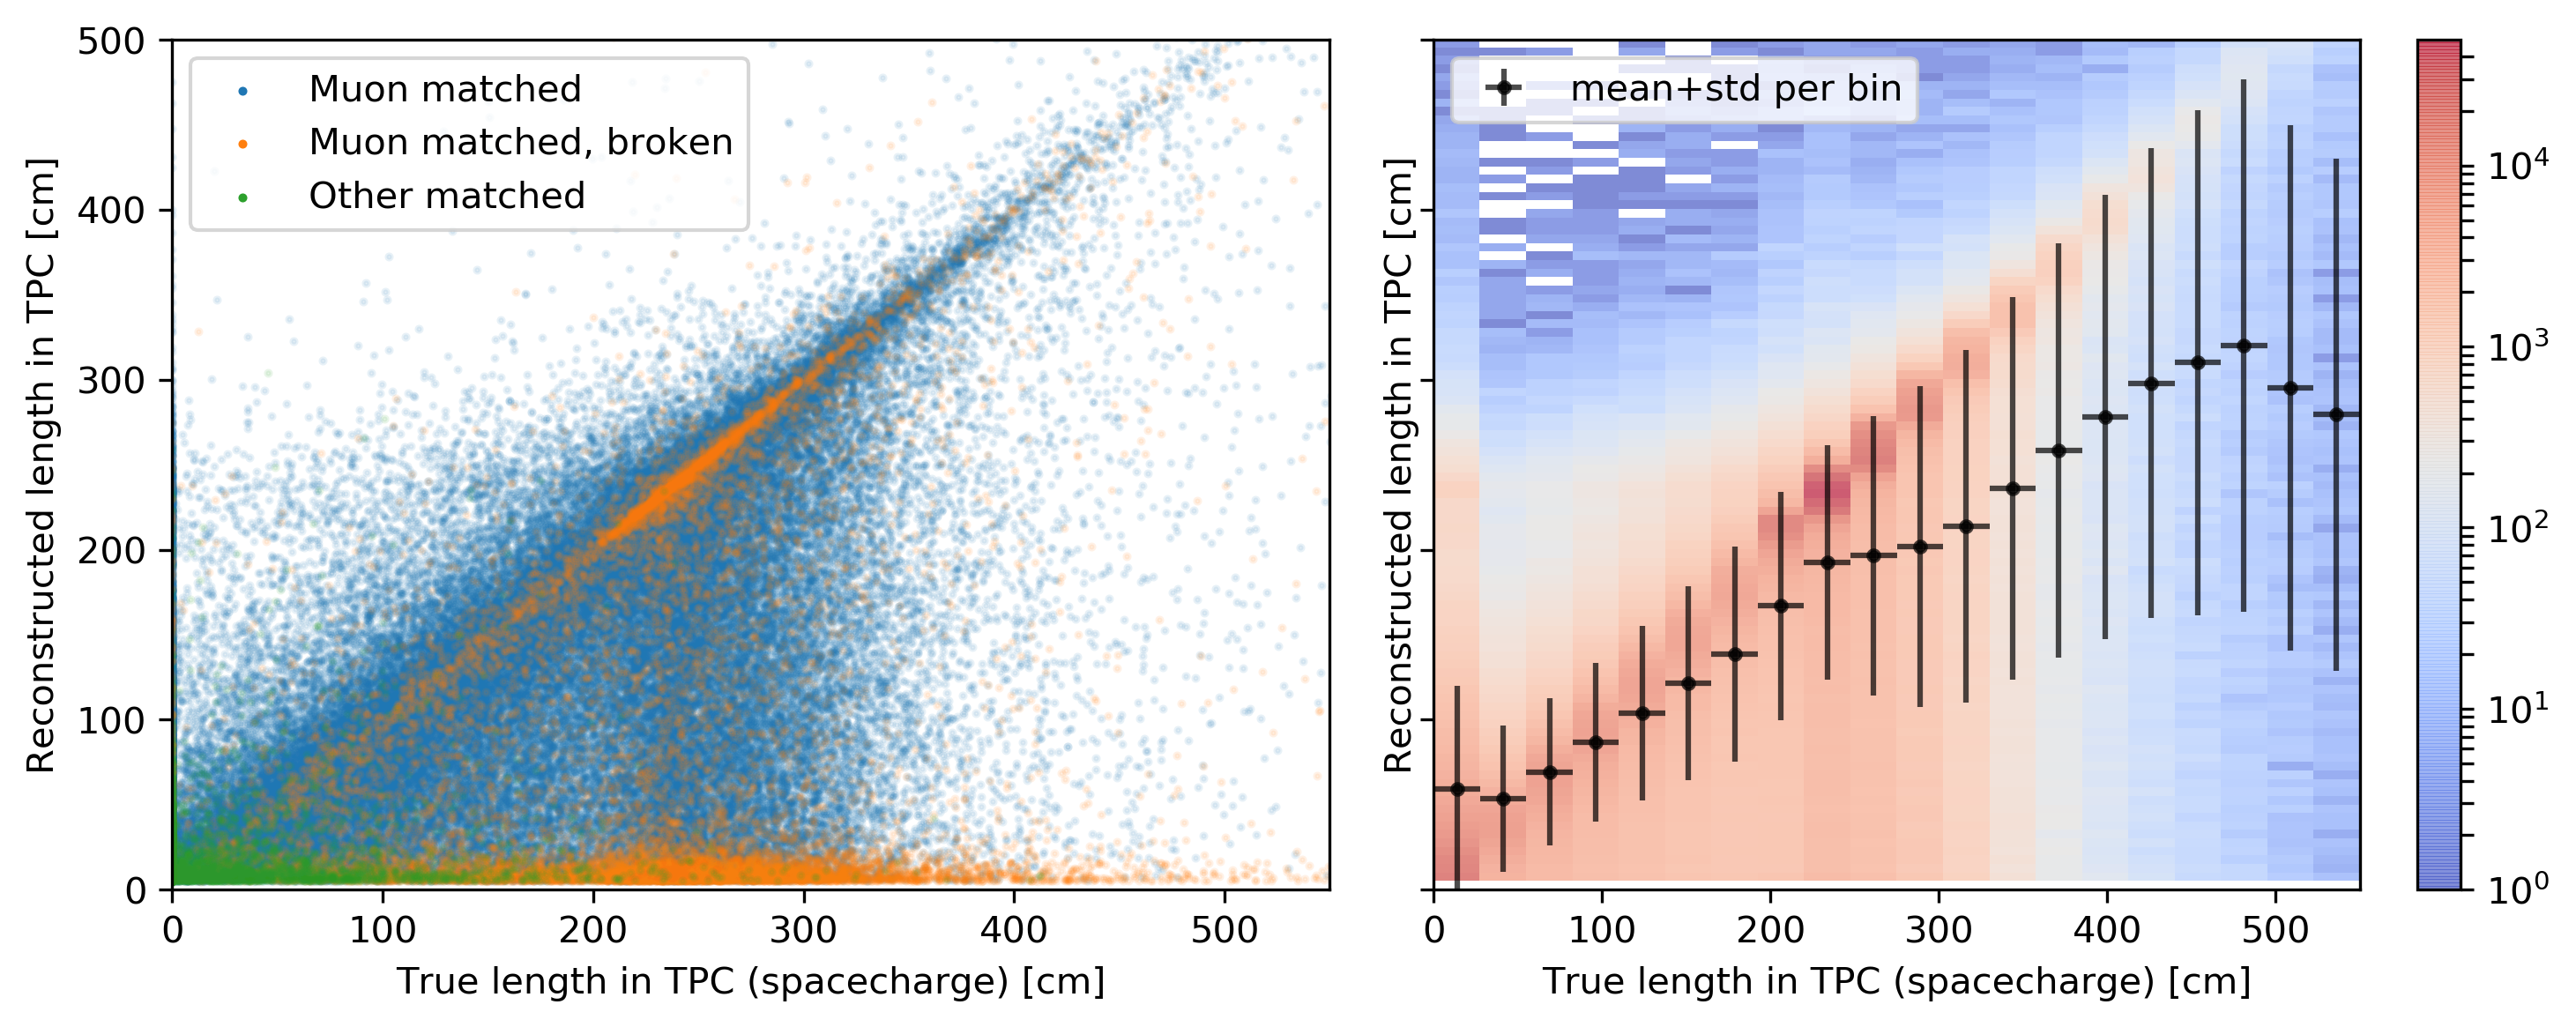 500
400
300
200
100
0
Reconstructed length in TPC [cm]
Muon matched
Muon matched, broken
Other matched
0 100 200 300 400 500
True length in TPC (spacecharge) [cm]
Reconstructed length in TPC [cm]
mean+std per bin
0 100 200 300 400 500
True length in TPC (spacecharge) [cm]
10⁴
10³
10²
10¹
10⁰